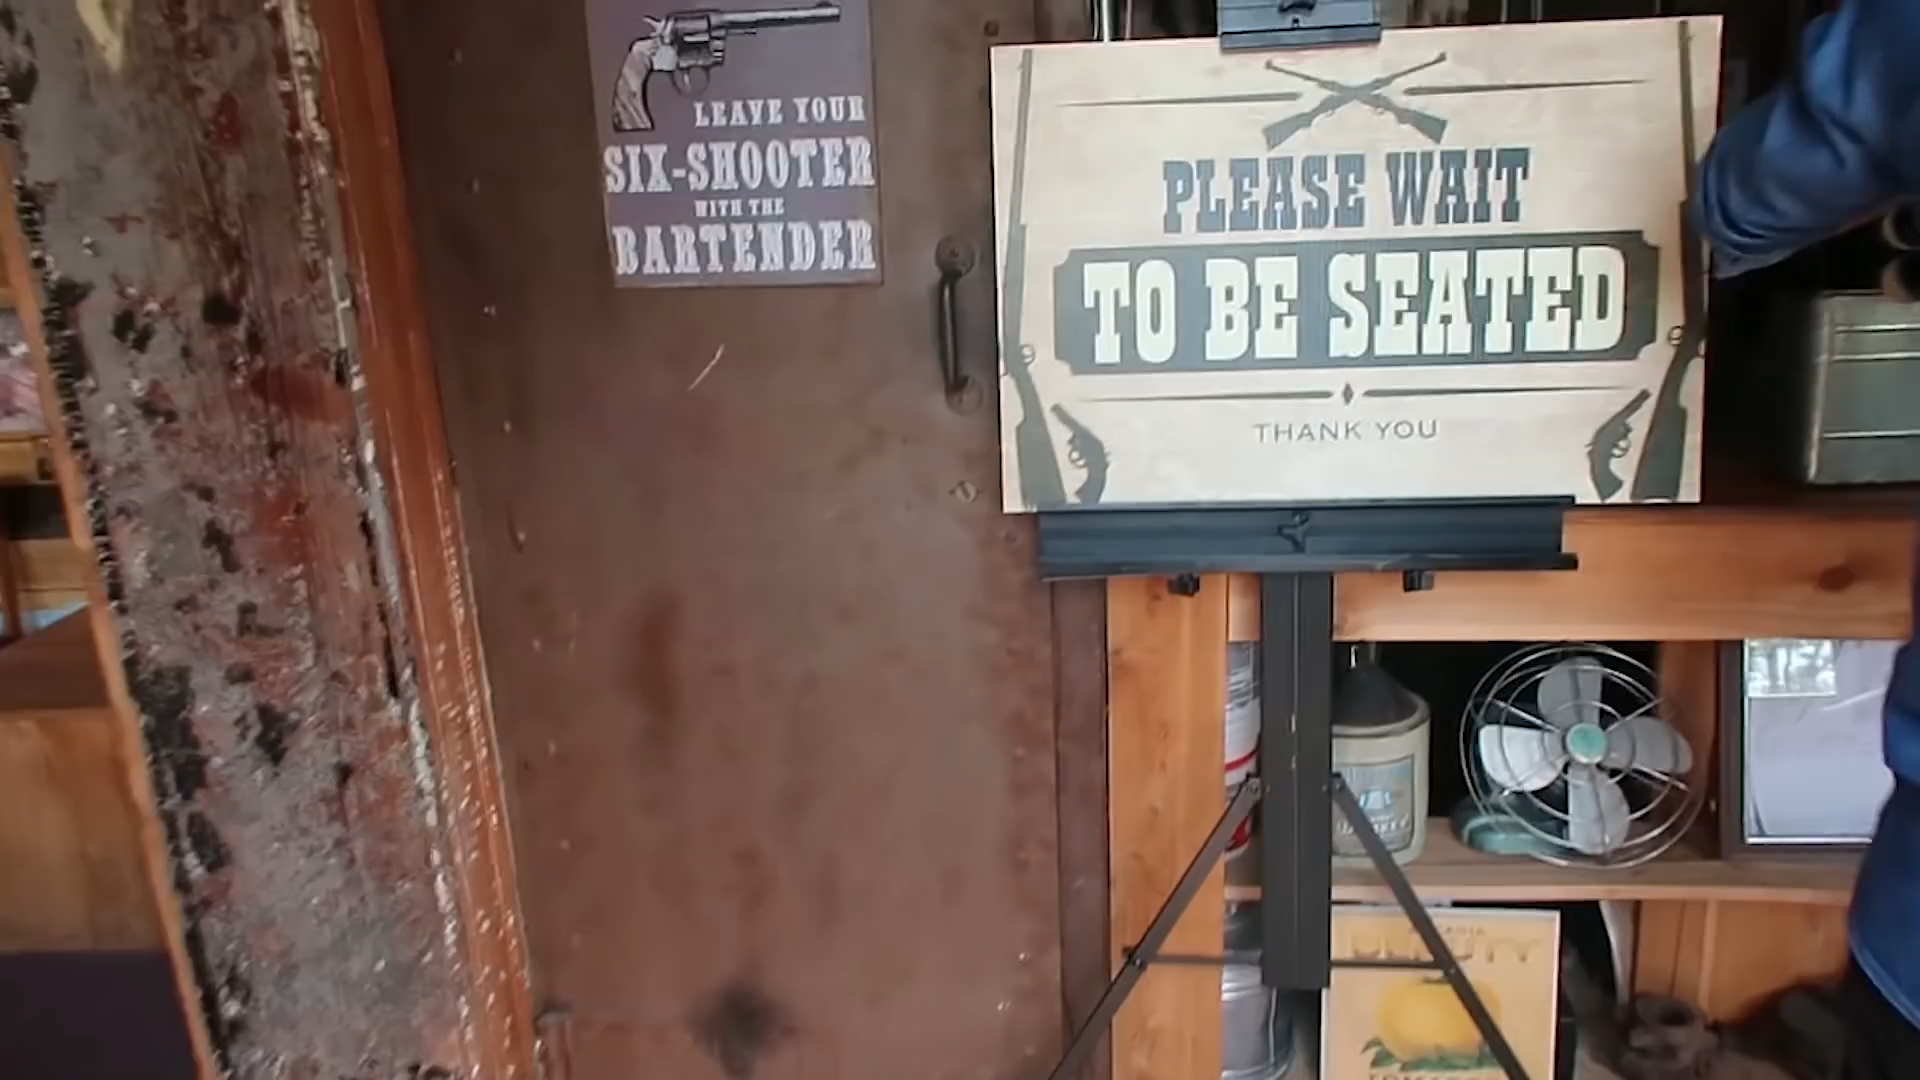 LEAVE YOUR
SIX-SHOOTER
WITH THE
BARTENDER
PLEASE WAIT
TO BE SEATED
THANK YOU